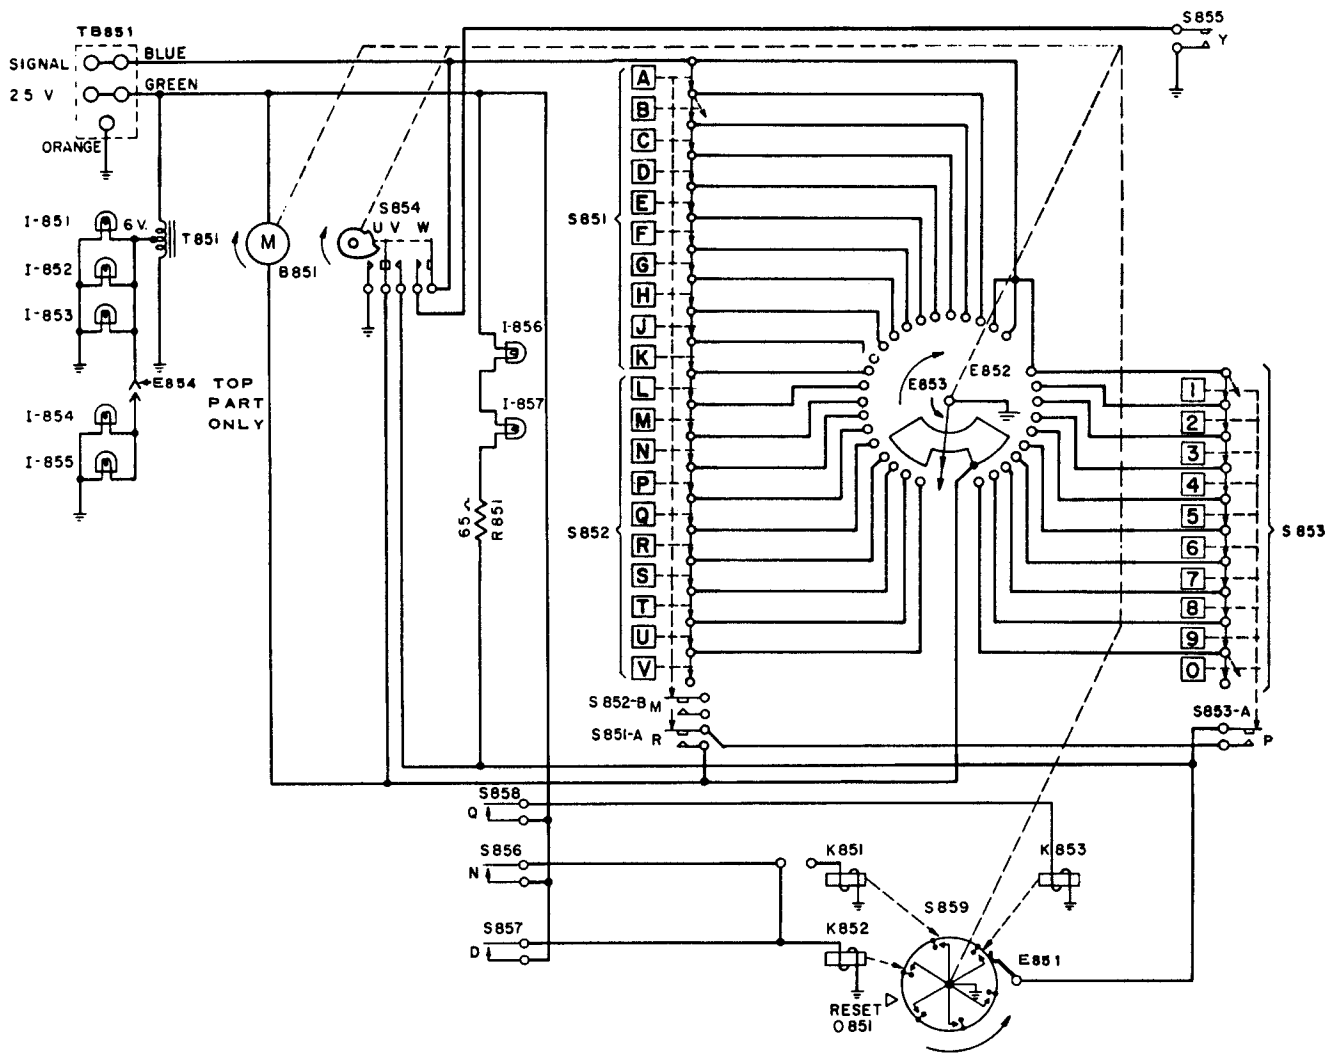 TB851
SIGNAL
BLUE
25 V
GREEN
ORANGE
S855
Y
I-851
6 V.
T851
I-852
I-853
E854
TOP
PART
ONLY
I-854
I-855
M
B851
S854
U V W
I-856
I-857
65
R851
S851
A
B
C
D
E
F
G
H
J
K
S852
L
M
N
P
Q
R
S
T
U
V
E852
E853
1
2
3
4
5
6
7
8
9
0
S853
S852-B M
S851-A R
S853-A
P
S858
Q
S856
N
S857
D
K851
K853
K852
S859
E851
RESET
O851